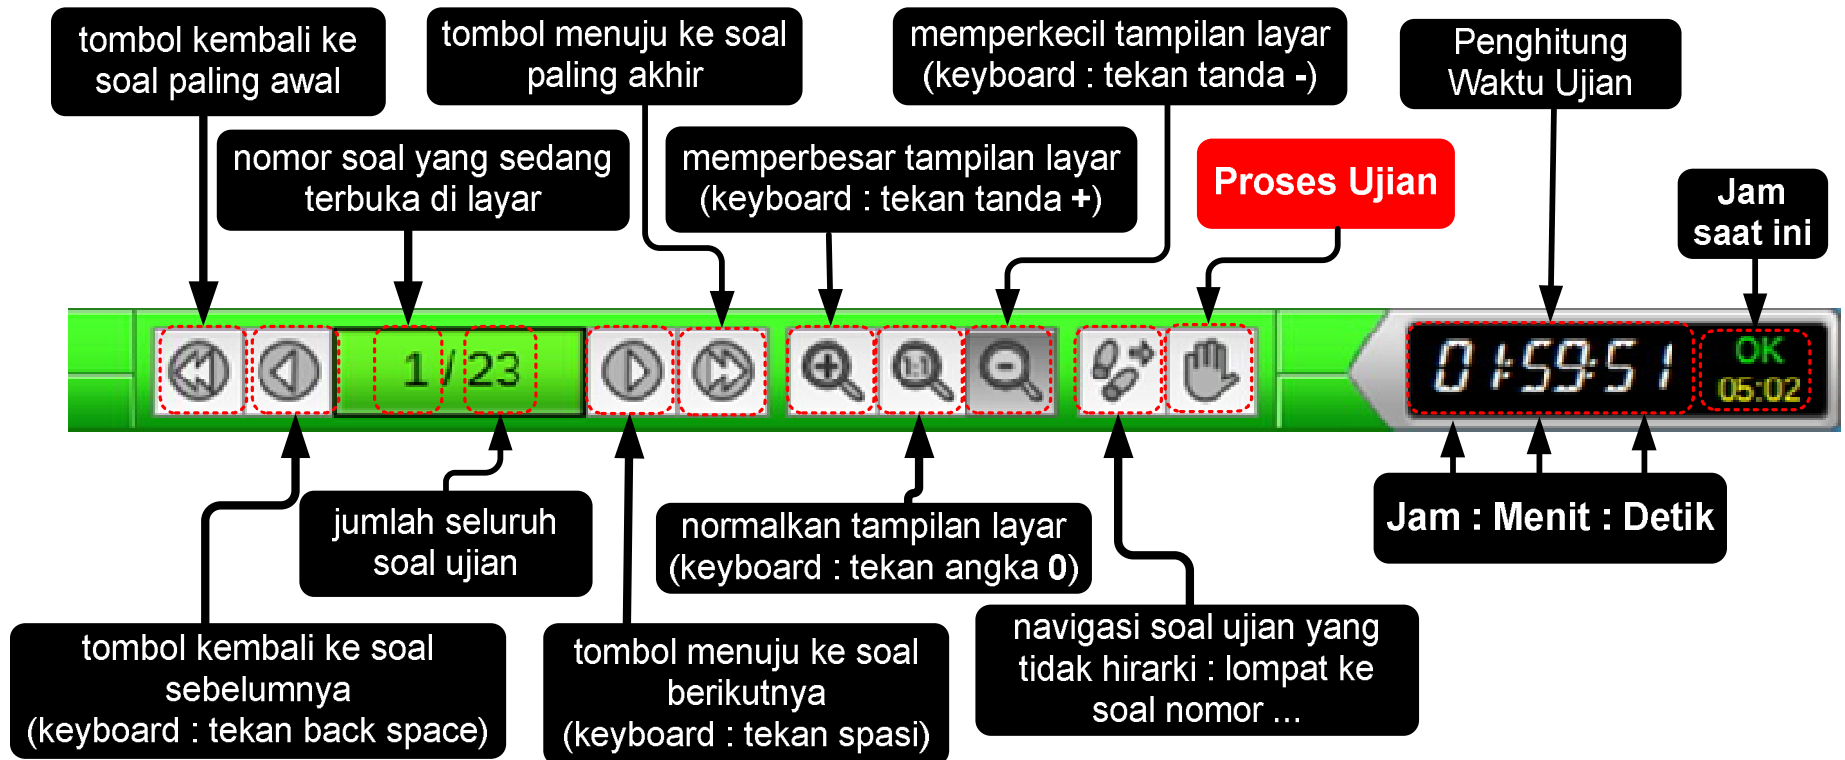 tombol kembali ke
soal paling awal
tombol menuju ke soal
paling akhir
memperkecil tampilan layar
(keyboard : tekan tanda -)
Penghitung
Waktu Ujian
nomor soal yang sedang
terbuka di layar
memperbesar tampilan layar
(keyboard : tekan tanda +)
Proses Ujian
Jam
saat ini
1 / 23
1:1
01:59:51
OK
05:02
jumlah seluruh
soal ujian
normalkan tampilan layar
(keyboard : tekan angka 0)
Jam : Menit : Detik
tombol kembali ke soal
sebelumnya
(keyboard : tekan back space)
tombol menuju ke soal
berikutnya
(keyboard : tekan spasi)
navigasi soal ujian yang
tidak hirarki : lompat ke
soal nomor ...